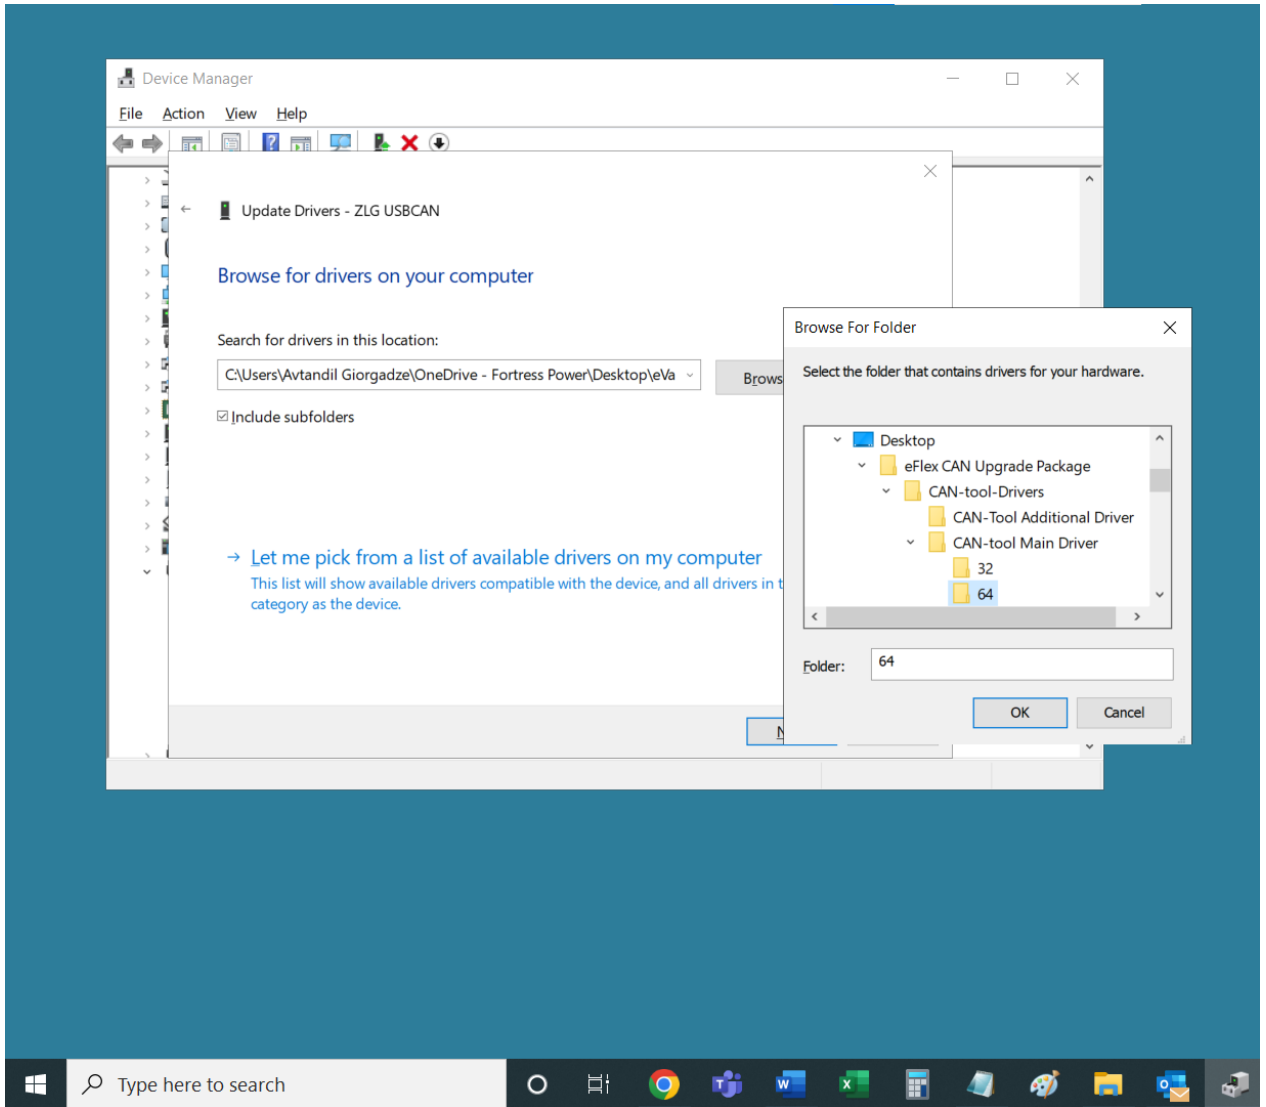 Device Manager
File Action View Help
Update Drivers - ZLG USBCAN
Browse for drivers on your computer
Search for drivers in this location:
C:\Users\Avtandil Giorgadze\OneDrive - Fortress Power\Desktop\eVa
Brows
Include subfolders
Let me pick from a list of available drivers on my computer
This list will show available drivers compatible with the device, and all drivers in t
category as the device.
N
Browse For Folder
Select the folder that contains drivers for your hardware.
Desktop
eFlex CAN Upgrade Package
CAN-tool-Drivers
CAN-Tool Additional Driver
CAN-tool Main Driver
32
64
Folder: 64
OK Cancel
Type here to search